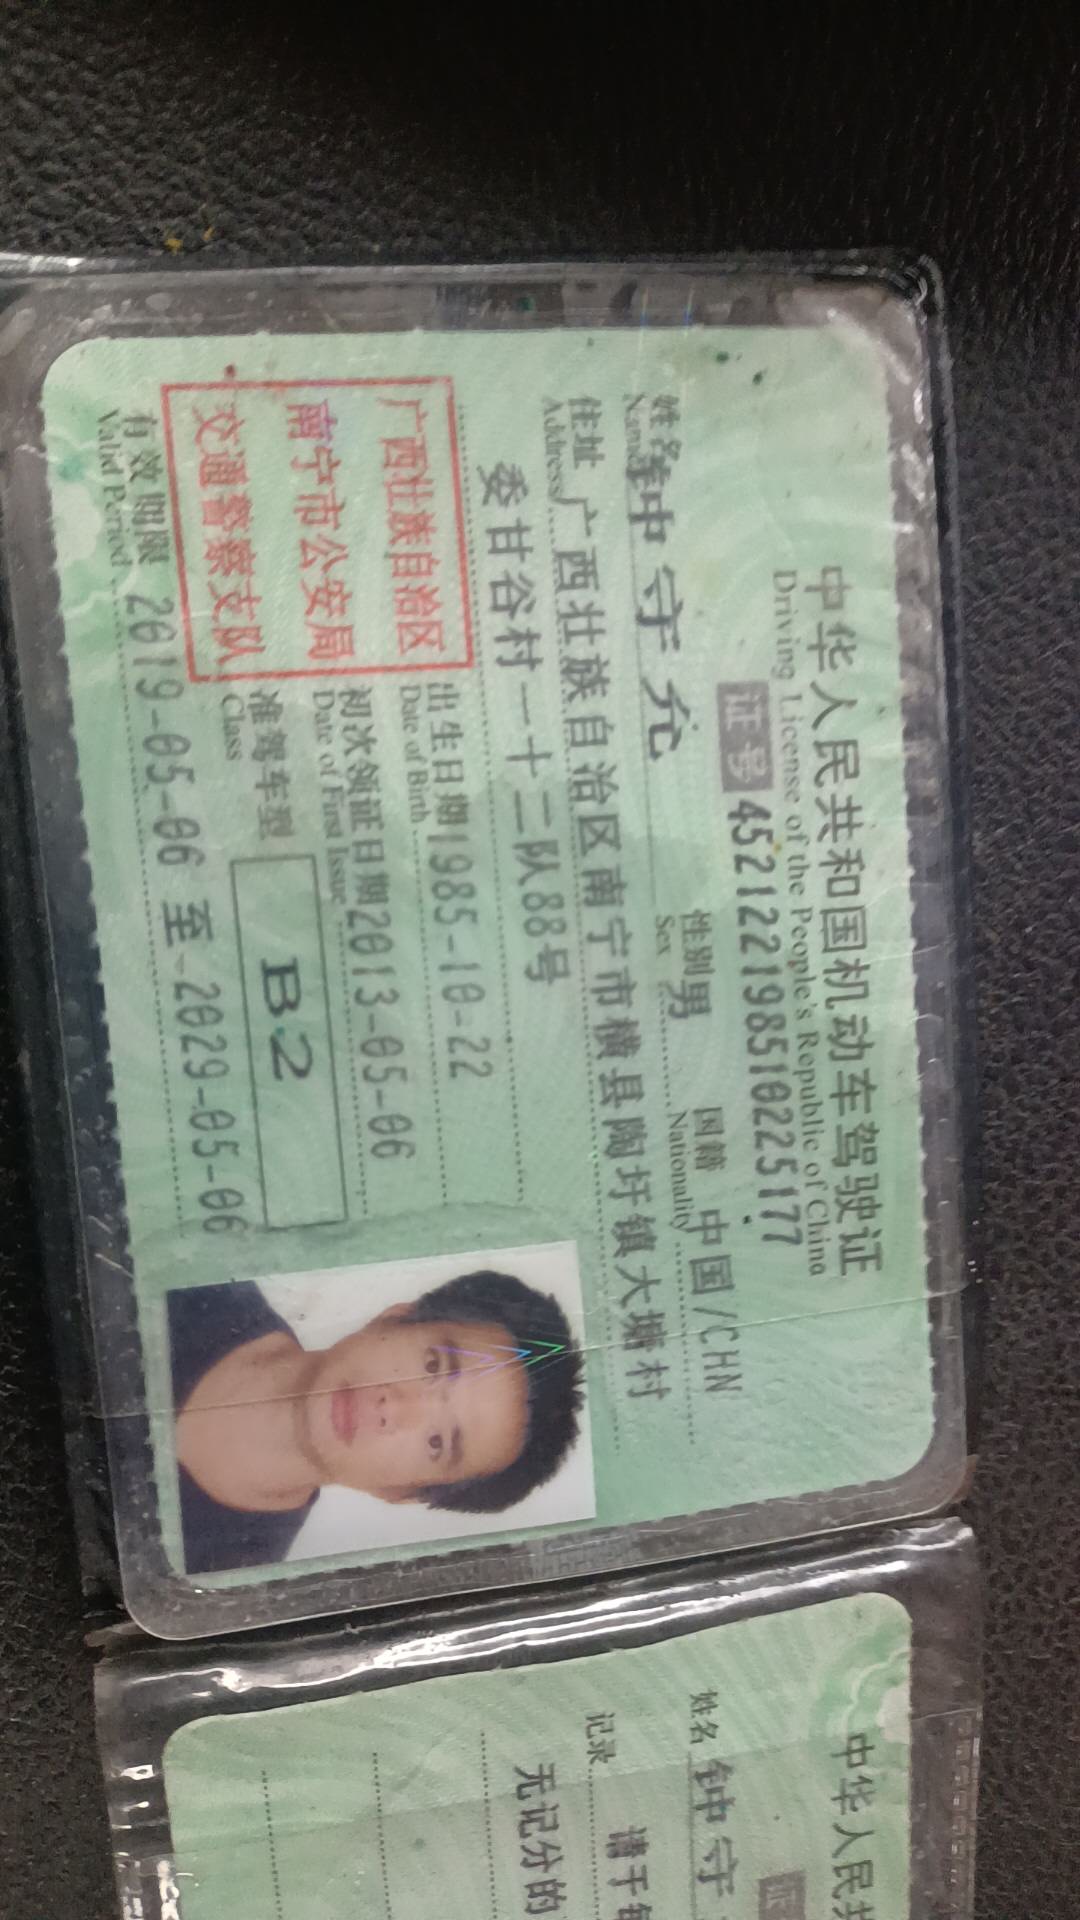 中华人民共和国机动车驾驶证
Driving License of the People's Republic of China
证号 452122198510225177
姓名 钟守允 性别 男 国籍 中国/CHN
Name Sex Nationality
住址 广西壮族自治区南宁市横县陶圩镇大塘村
Address
委甘谷村一十二队88号
广西壮族自治区
南宁市公安局
交通警察支队
出生日期 1985-10-22
Date of Birth
初次领证日期 2013-05-06
Date of First Issue
准驾车型 B2
Class
有效期限 2019-05-06 至 2029-05-06
Valid Period
中华人民共
证
姓名 钟守
记录 请于每
无记分的